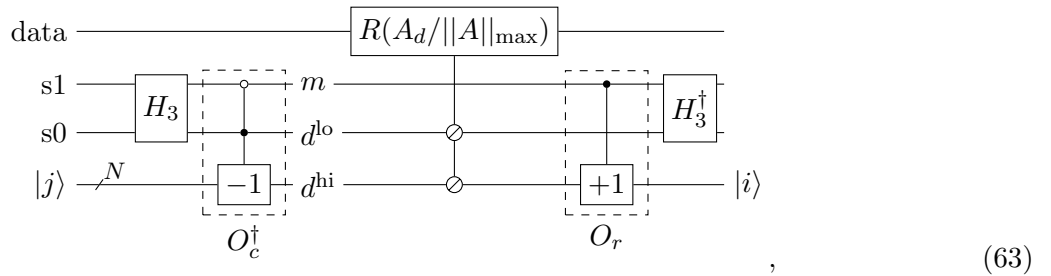 data R(A_d/||A||_max)
s1 m
H_3 H_3^†
s0 d^lo
|j⟩ N −1 d^hi +1 |i⟩
O_c^† O_r
, (63)